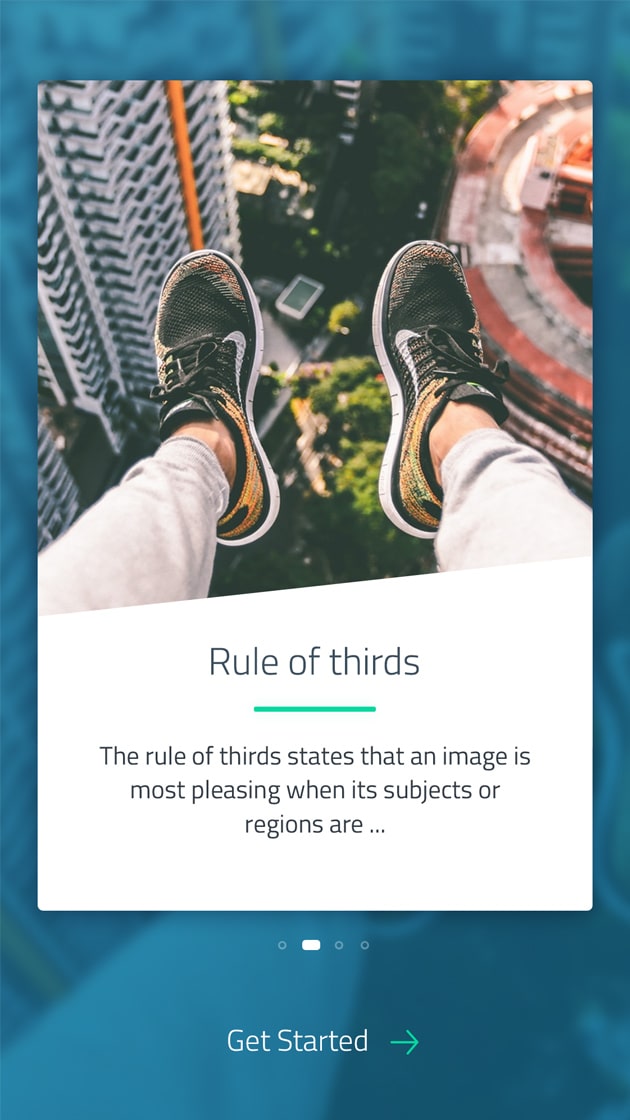 Rule of thirds
The rule of thirds states that an image is
most pleasing when its subjects or
regions are ...
Get Started